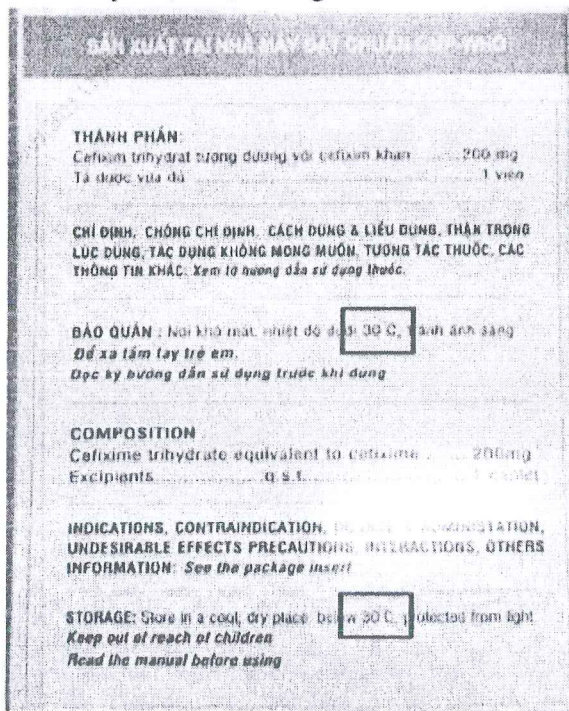 SẢN XUẤT TẠI NHÀ MÁY ĐẠT CHUẨN GMP-WHO
THÀNH PHẦN:
Cefixim trihydrat tương đương với cefixim khan ........ 200 mg
Tá dược vừa đủ ........ 1 viên
CHỈ ĐỊNH, CHỐNG CHỈ ĐỊNH, CÁCH DÙNG & LIỀU DÙNG, THẬN TRỌNG
LÚC DÙNG, TÁC DỤNG KHÔNG MONG MUỐN, TƯƠNG TÁC THUỐC, CÁC
THÔNG TIN KHÁC: Xem tờ hướng dẫn sử dụng thuốc.
BẢO QUẢN : Nơi khô mát, nhiệt độ dưới 30°C, tránh ánh sáng
Để xa tầm tay trẻ em.
Đọc kỹ hướng dẫn sử dụng trước khi dùng
COMPOSITION
Cefixime trihydrate equivalent to cefixime ........ 200mg
Excipients ........ q.s.f. ........ 1 caplet
INDICATIONS, CONTRAINDICATION,
UNDESIRABLE EFFECTS PRECAUTIONS, INTERACTIONS, OTHERS
INFORMATION: See the package insert
STORAGE: Store in a cool, dry place, below 30°C, protected from light
Keep out of reach of children
Read the manual before using